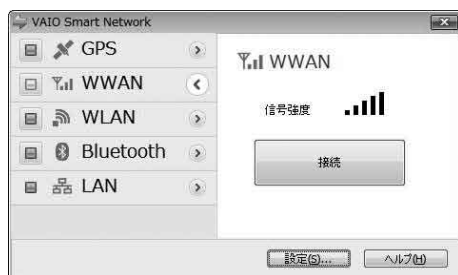 VAIO Smart Network
GPS
WWAN
WLAN
Bluetooth
LAN
WWAN
信号強度
接続
設定(S)...
ヘルプ(H)